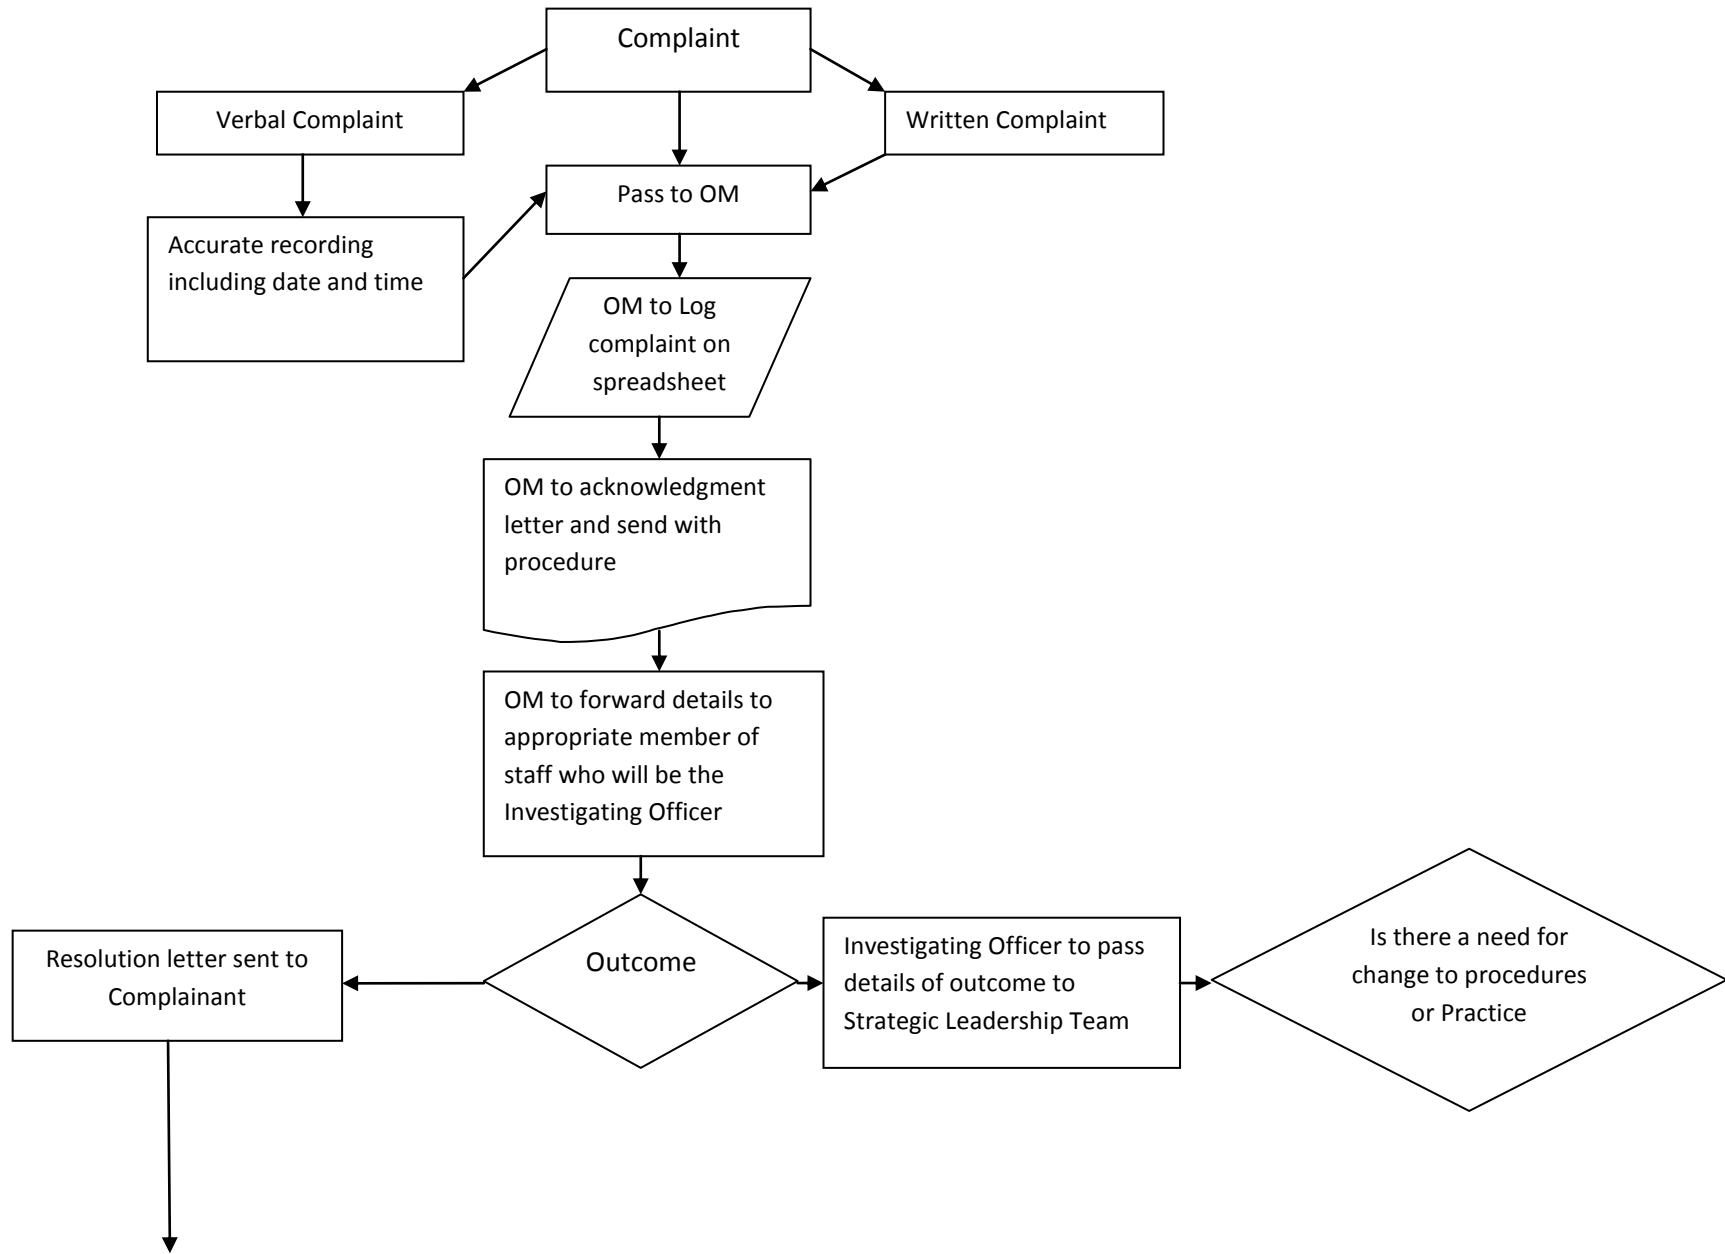 Complaint
Verbal Complaint
Written Complaint
Pass to OM
Accurate recording
including date and time
OM to Log
complaint on
spreadsheet
OM to acknowledgment
letter and send with
procedure
OM to forward details to
appropriate member of
staff who will be the
Investigating Officer
Outcome
Resolution letter sent to
Complainant
Investigating Officer to pass
details of outcome to
Strategic Leadership Team
Is there a need for
change to procedures
or Practice